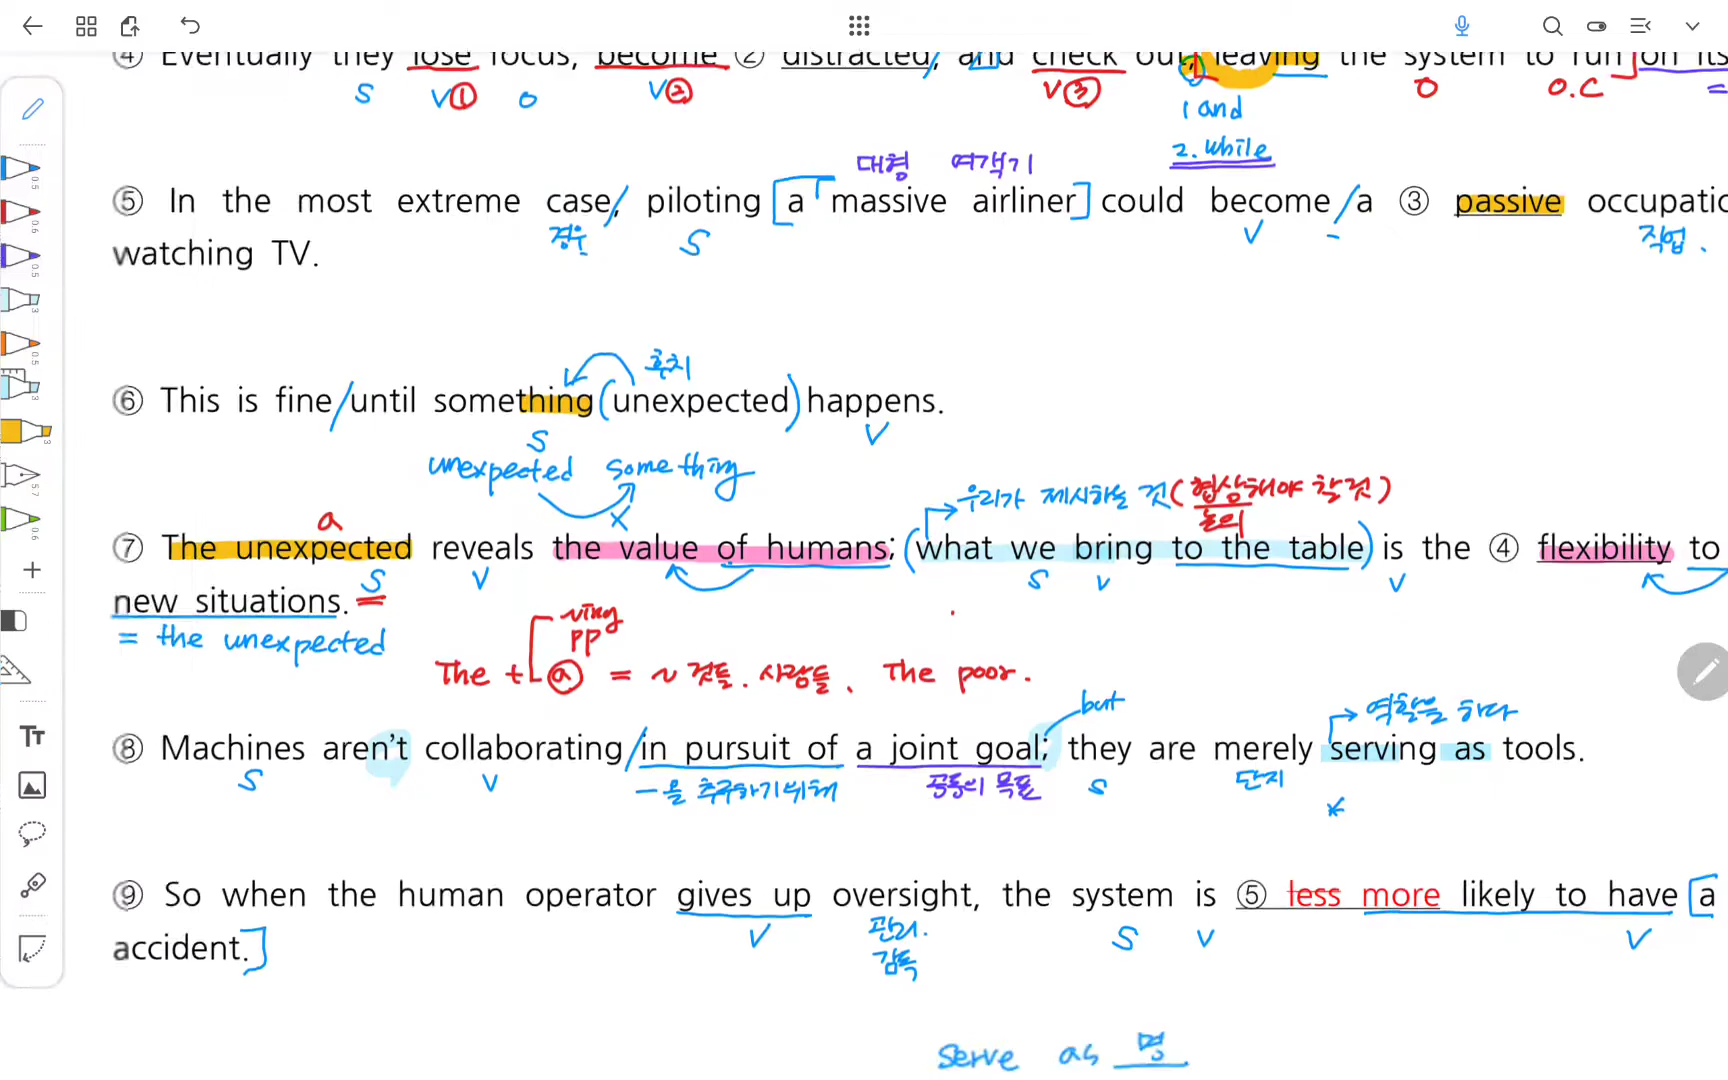 ④ Eventually they lose focus, become ② distracted, and check out, leaving the system to run on its
S V① O V② V③ O O.C =
1 and
2. while
대형 여객기
⑤ In the most extreme case, piloting a massive airliner could become a ③ passive occupatio
경우 S V 직업.
watching TV.
후치
⑥ This is fine until something (unexpected) happens.
S V
unexpected something
X
우리가 제시하는 것 (협상해야 할 것)
a 논의
⑦ The unexpected reveals the value of humans; (what we bring to the table) is the ④ flexibility to
S V S V V
new situations.
= the unexpected
ving
pp
The + ⓐ = ~ 것들. 사람들. The poor.
but
역할을 하다
⑧ Machines aren't collaborating in pursuit of a joint goal; they are merely serving as tools.
S V ~을 추구하기 위해 공동의 목표 S 단지
*
⑨ So when the human operator gives up oversight, the system is ⑤ less more likely to have [a
V 관리. S V V
accident.]
감독
serve as 명